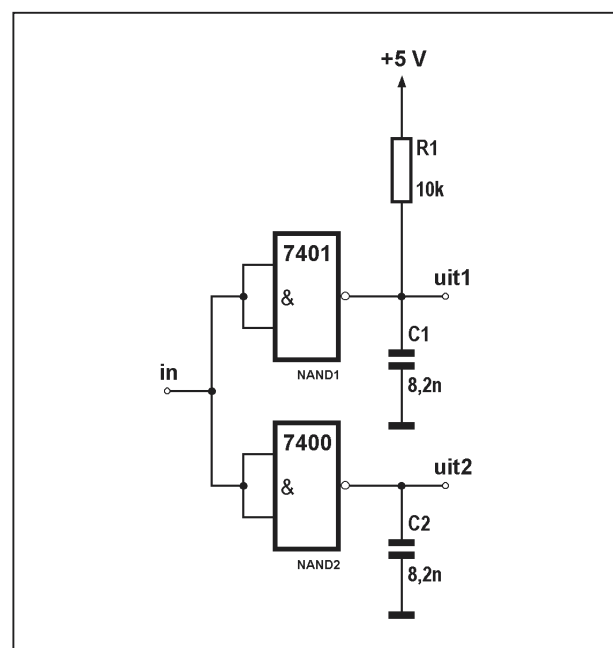 +5 V
R1
10k
7401
&
uit1
NAND1
C1
8,2n
in
7400
&
uit2
NAND2
C2
8,2n